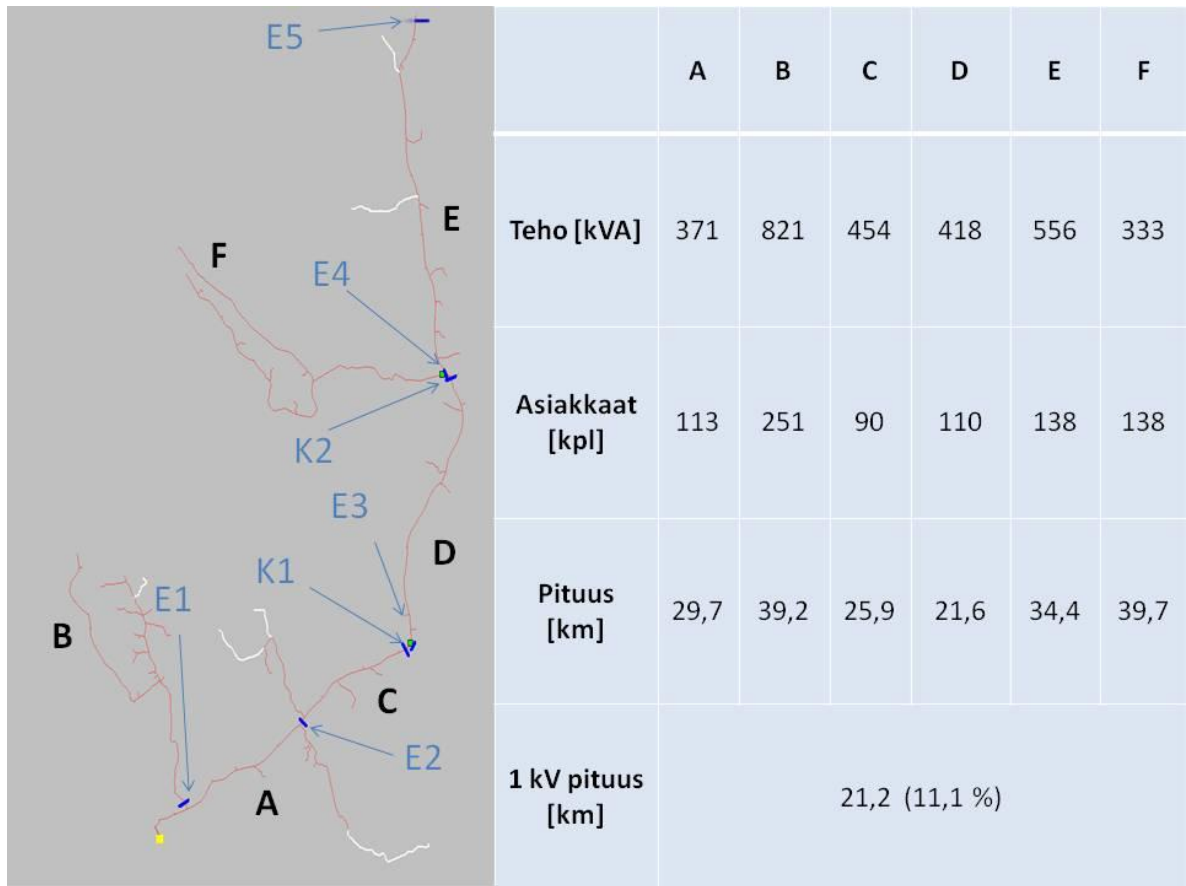 E5
E
F
E4
K2
E3
D
K1
E1
B
C
E2
A
A B C D E F
Teho [kVA] 371 821 454 418 556 333
Asiakkaat
[kpl] 113 251 90 110 138 138
Pituus
[km] 29,7 39,2 25,9 21,6 34,4 39,7
1 kV pituus
[km] 21,2 (11,1 %)